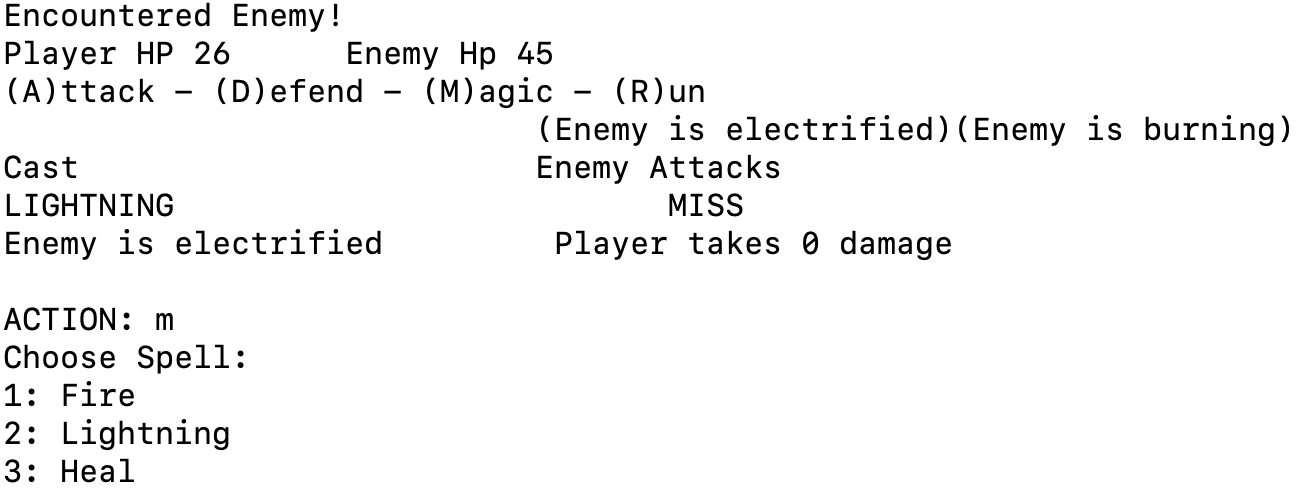 Encountered Enemy!
Player HP 26      Enemy Hp 45
(A)ttack – (D)efend – (M)agic – (R)un
                            (Enemy is electrified)(Enemy is burning)
Cast                        Enemy Attacks
LIGHTNING                          MISS
Enemy is electrified         Player takes 0 damage

ACTION: m
Choose Spell:
1: Fire
2: Lightning
3: Heal